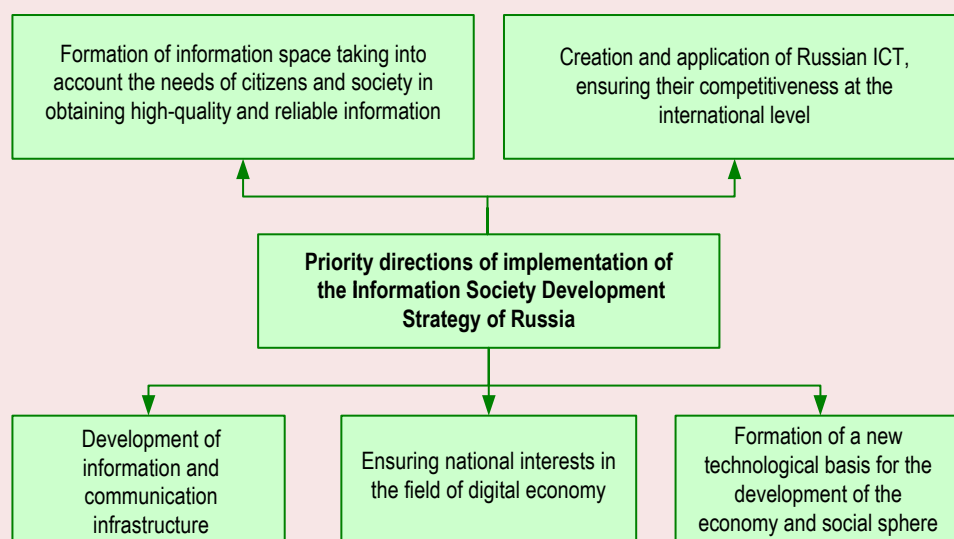 Formation of information space taking into
account the needs of citizens and society in
obtaining high-quality and reliable information
Creation and application of Russian ICT,
ensuring their competitiveness at the
international level
Priority directions of implementation of
the Information Society Development
Strategy of Russia
Development of
information and
communication
infrastructure
Ensuring national interests in
the field of digital economy
Formation of a new
technological basis for the
development of the
economy and social sphere